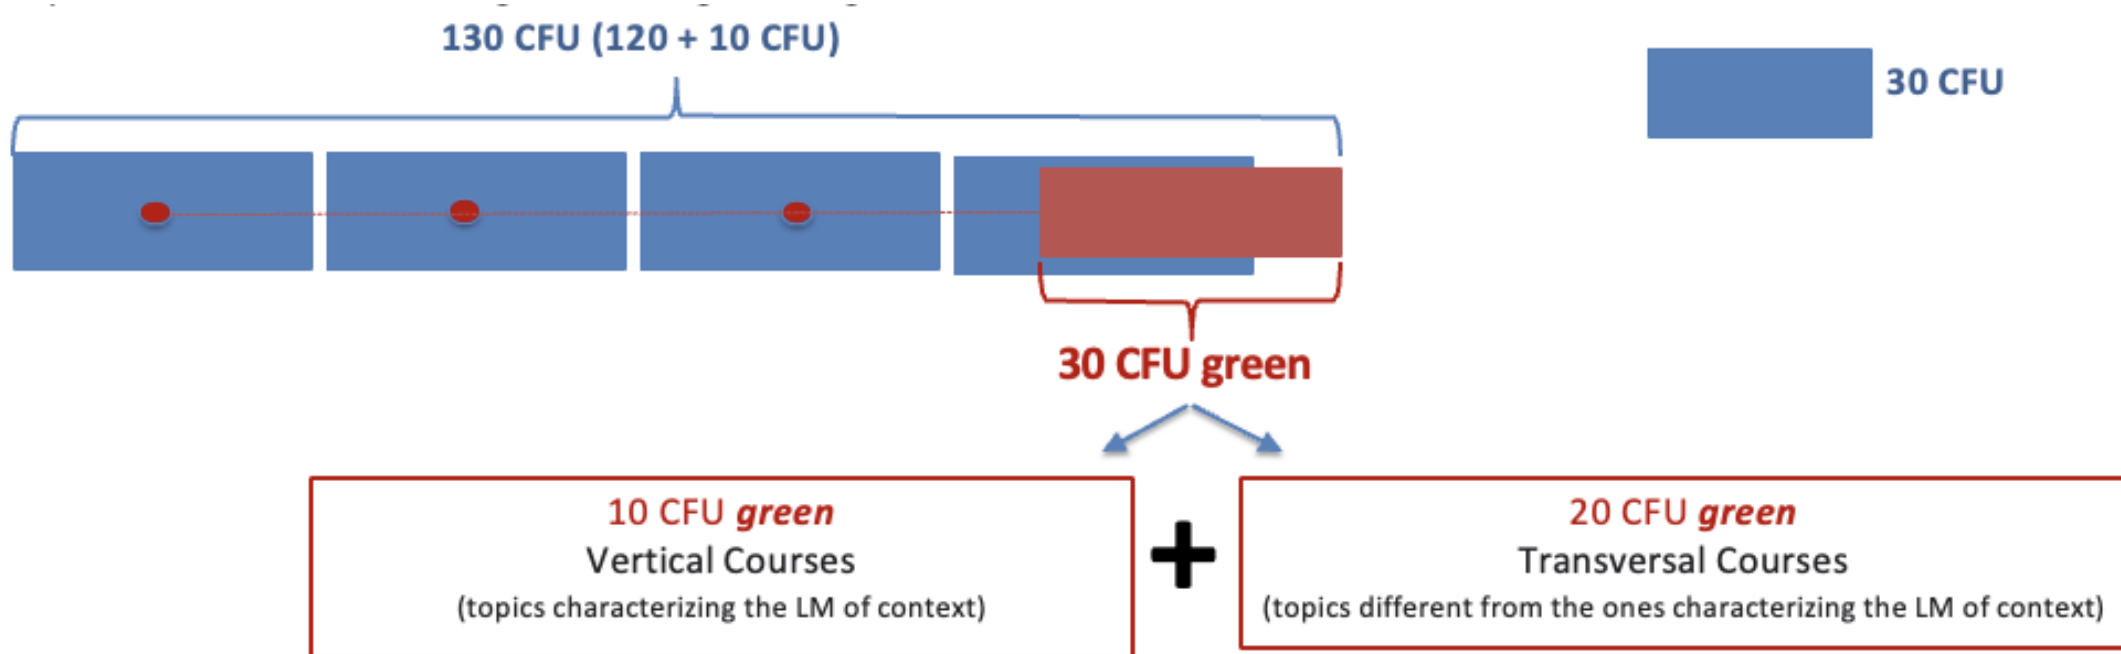 130 CFU (120 + 10 CFU)
30 CFU
30 CFU green
10 CFU green
Vertical Courses
(topics characterizing the LM of context)
+
20 CFU green
Transversal Courses
(topics different from the ones characterizing the LM of context)